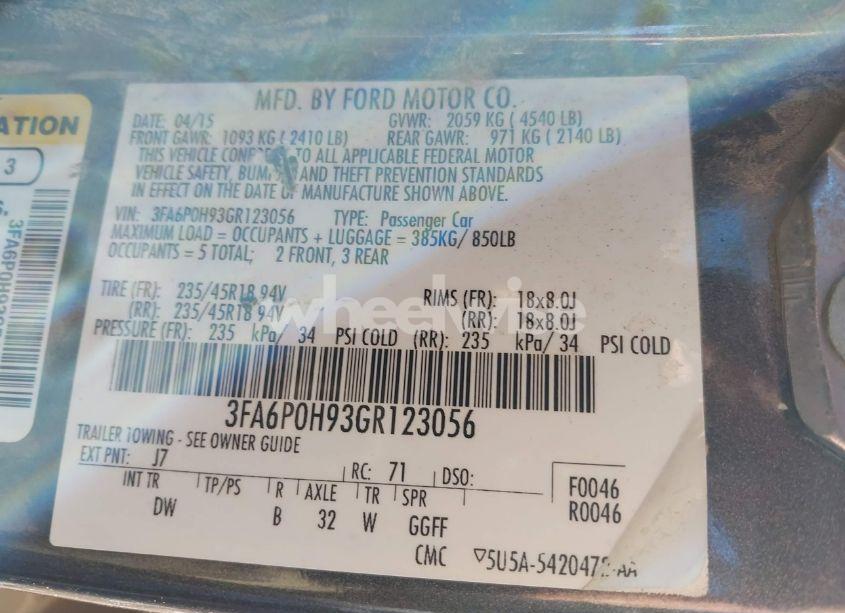 MFD. BY FORD MOTOR CO.
DATE: 04/15 GVWR: 2059 KG ( 4540 LB)
FRONT GAWR: 1093 KG ( 2410 LB) REAR GAWR: 971 KG ( 2140 LB)
THIS VEHICLE TO ALL APPLICABLE FEDERAL MOTOR
VEHICLE SAFETY, AND THEFT PREVENTION STANDARDS
IN EFFECT ON THE DATE OF MANUFACTURE SHOWN ABOVE.
VIN: 3FA6P0H93GR123056 TYPE: Passenger Car
MAXIMUM LOAD = OCCUPANTS + LUGGAGE = 385KG/ 850LB
OCCUPANTS = 5 TOTAL; 2 FRONT, 3 REAR
TIRE (FR): 235/45R18 94V RIMS (FR): 18x8.0J
(RR): 235/45R18 94V (RR): 18x8.0J
wheelwise
PRESSURE (FR): 235 kPa/ 34 PSI COLD (RR): 235 kPa/ 34 PSI COLD
3FA6P0H93GR123056
TRAILER TOWING - SEE OWNER GUIDE
EXT PNT: J7 RC: 71 DSO: F0046
INT TR TP/PS R AXLE TR SPR R0046
DW B 32 W GGFF
CMC ▽5U5A-5420472-AA
ATION
3